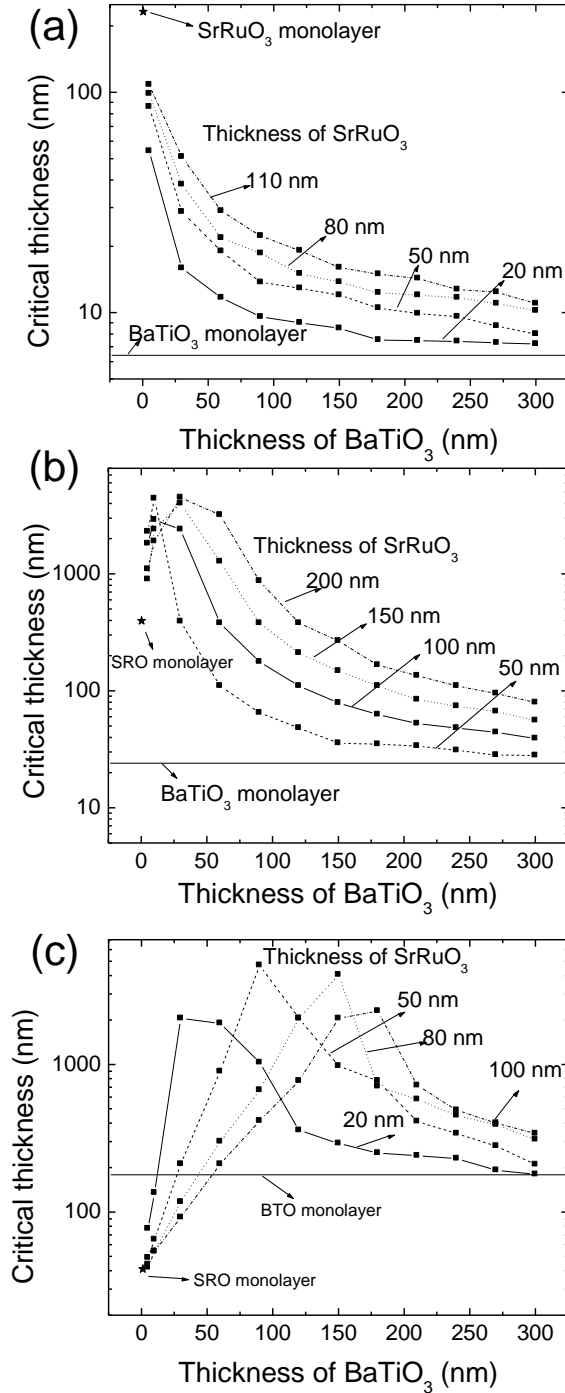 (a)
SrRuO3 monolayer
100
Thickness of SrRuO3
110 nm
80 nm
50 nm
20 nm
10
BaTiO3 monolayer
Critical thickness (nm)
0 50 100 150 200 250 300
Thickness of BaTiO3 (nm)
(b)
Thickness of SrRuO3
1000
200 nm
150 nm
SRO monolayer
100 nm
50 nm
100
BaTiO3 monolayer
10
Critical thickness (nm)
0 50 100 150 200 250 300
Thickness of BaTiO3 (nm)
(c)
Thickness of SrRuO3
50 nm
80 nm
1000
100 nm
20 nm
BTO monolayer
100
SRO monolayer
Critical thickness (nm)
0 50 100 150 200 250 300
Thickness of BaTiO3 (nm)